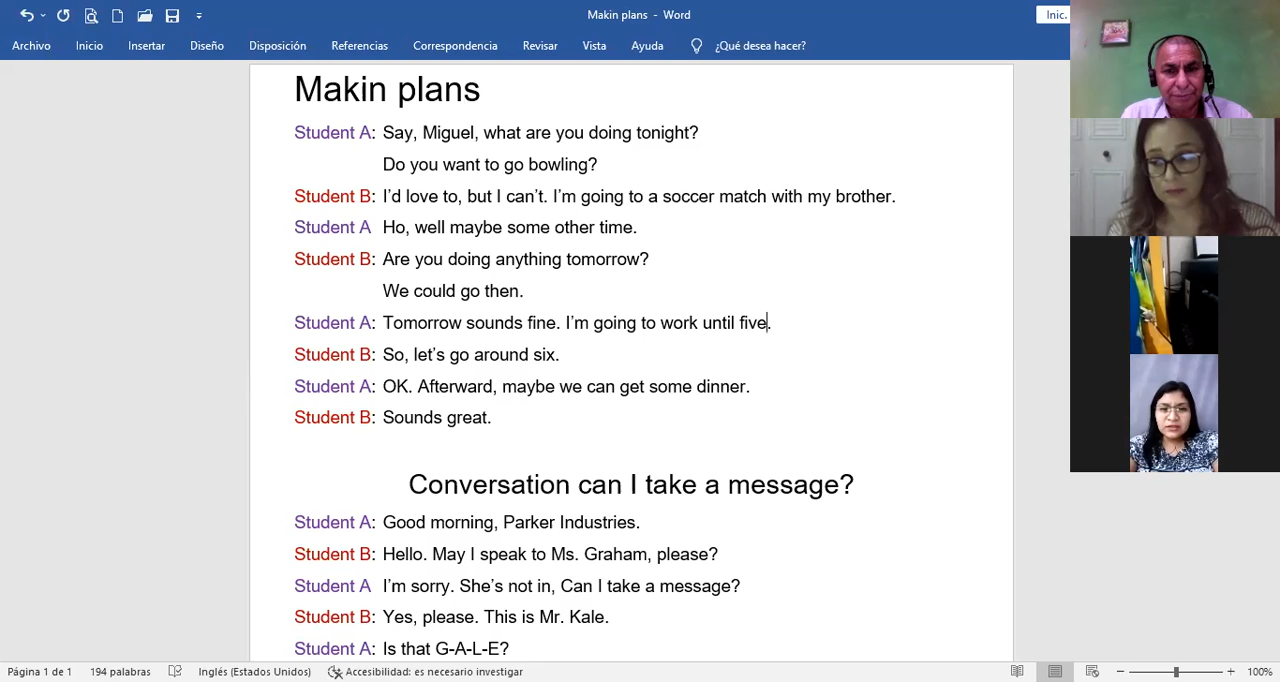 Makin plans - Word
Inic.
Archivo Inicio Insertar Diseño Disposición Referencias Correspondencia Revisar Vista Ayuda ¿Qué desea hacer?
Makin plans
Student A: Say, Miguel, what are you doing tonight?
Do you want to go bowling?
Student B: I’d love to, but I can’t. I’m going to a soccer match with my brother.
Student A Ho, well maybe some other time.
Student B: Are you doing anything tomorrow?
We could go then.
Student A: Tomorrow sounds fine. I’m going to work until five.
Student B: So, let’s go around six.
Student A: OK. Afterward, maybe we can get some dinner.
Student B: Sounds great.
Conversation can I take a message?
Student A: Good morning, Parker Industries.
Student B: Hello. May I speak to Ms. Graham, please?
Student A I’m sorry. She’s not in, Can I take a message?
Student B: Yes, please. This is Mr. Kale.
Student A: Is that G-A-L-E?
Página 1 de 1 194 palabras Inglés (Estados Unidos) Accesibilidad: es necesario investigar 100%